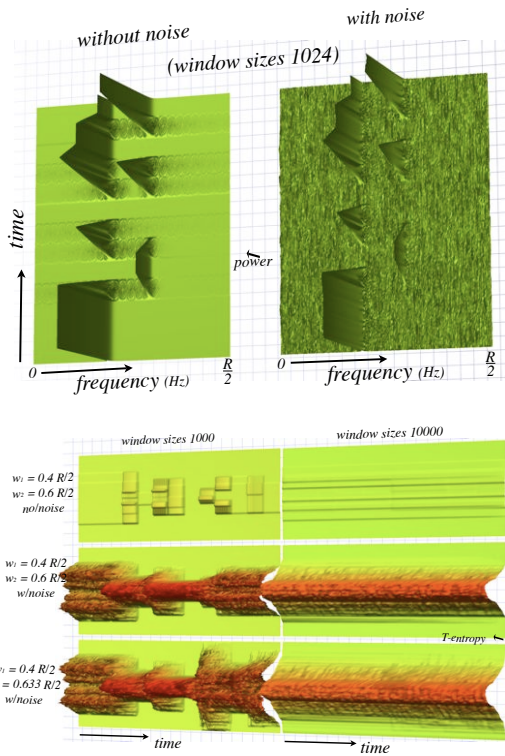 without noise
with noise
(window sizes 1024)
time
power
0
frequency (Hz)
R
2
0
frequency (Hz)
R
2
window sizes 1000
window sizes 10000
w₁ = 0.4 R/2
w₂ = 0.6 R/2
no/noise
w₁ = 0.4 R/2
w₂ = 0.6 R/2
w/noise
T-entropy
₁ = 0.4 R/2
= 0.633 R/2
w/noise
time
time